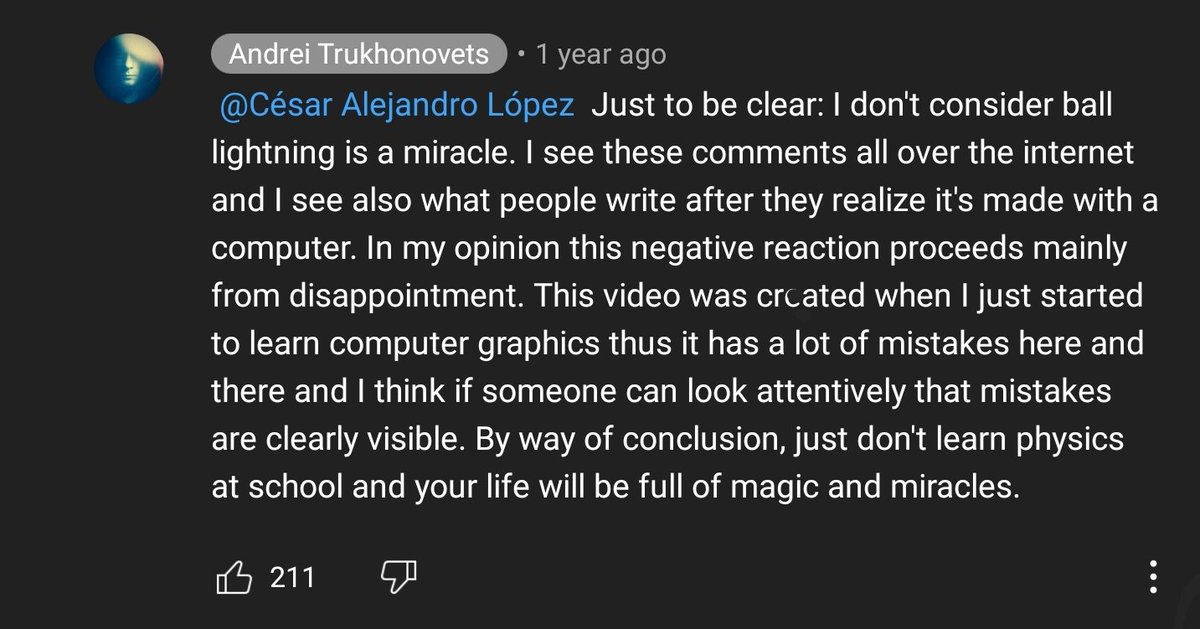 Andrei Trukhonovets • 1 year ago
@César Alejandro López Just to be clear: I don't consider ball
lightning is a miracle. I see these comments all over the internet
and I see also what people write after they realize it's made with a
computer. In my opinion this negative reaction proceeds mainly
from disappointment. This video was created when I just started
to learn computer graphics thus it has a lot of mistakes here and
there and I think if someone can look attentively that mistakes
are clearly visible. By way of conclusion, just don't learn physics
at school and your life will be full of magic and miracles.
211